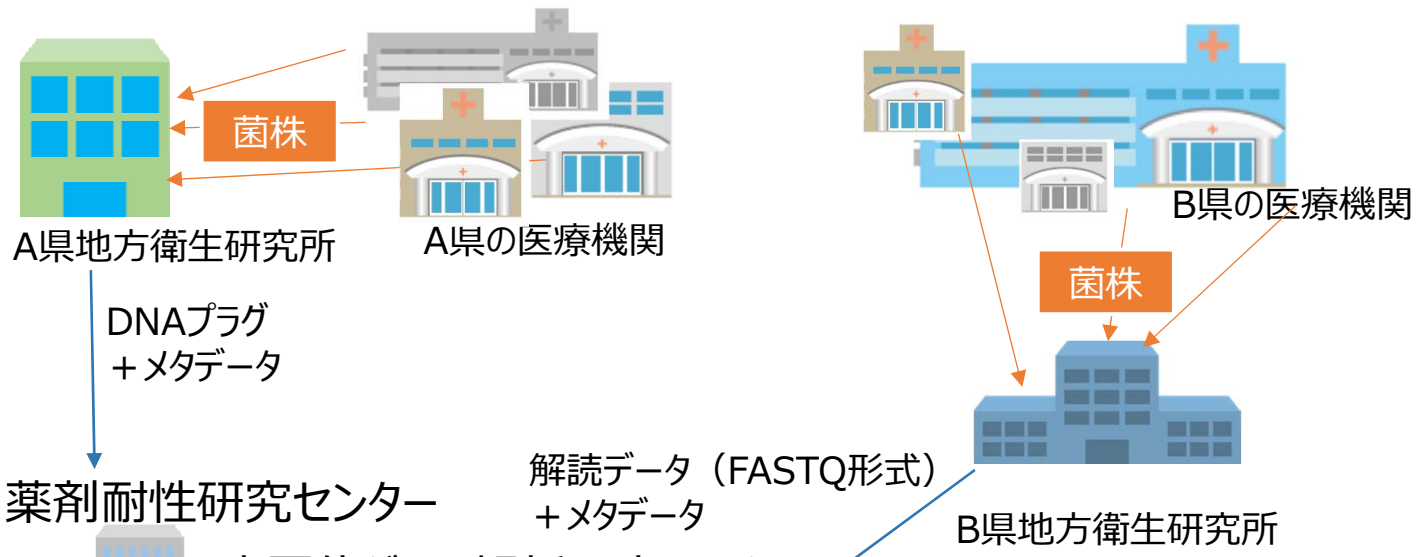 菌株
A県地方衛生研究所
A県の医療機関
B県の医療機関
菌株
DNAプラグ
＋メタデータ
解読データ（FASTQ形式）
＋メタデータ
B県地方衛生研究所
薬剤耐性研究センター